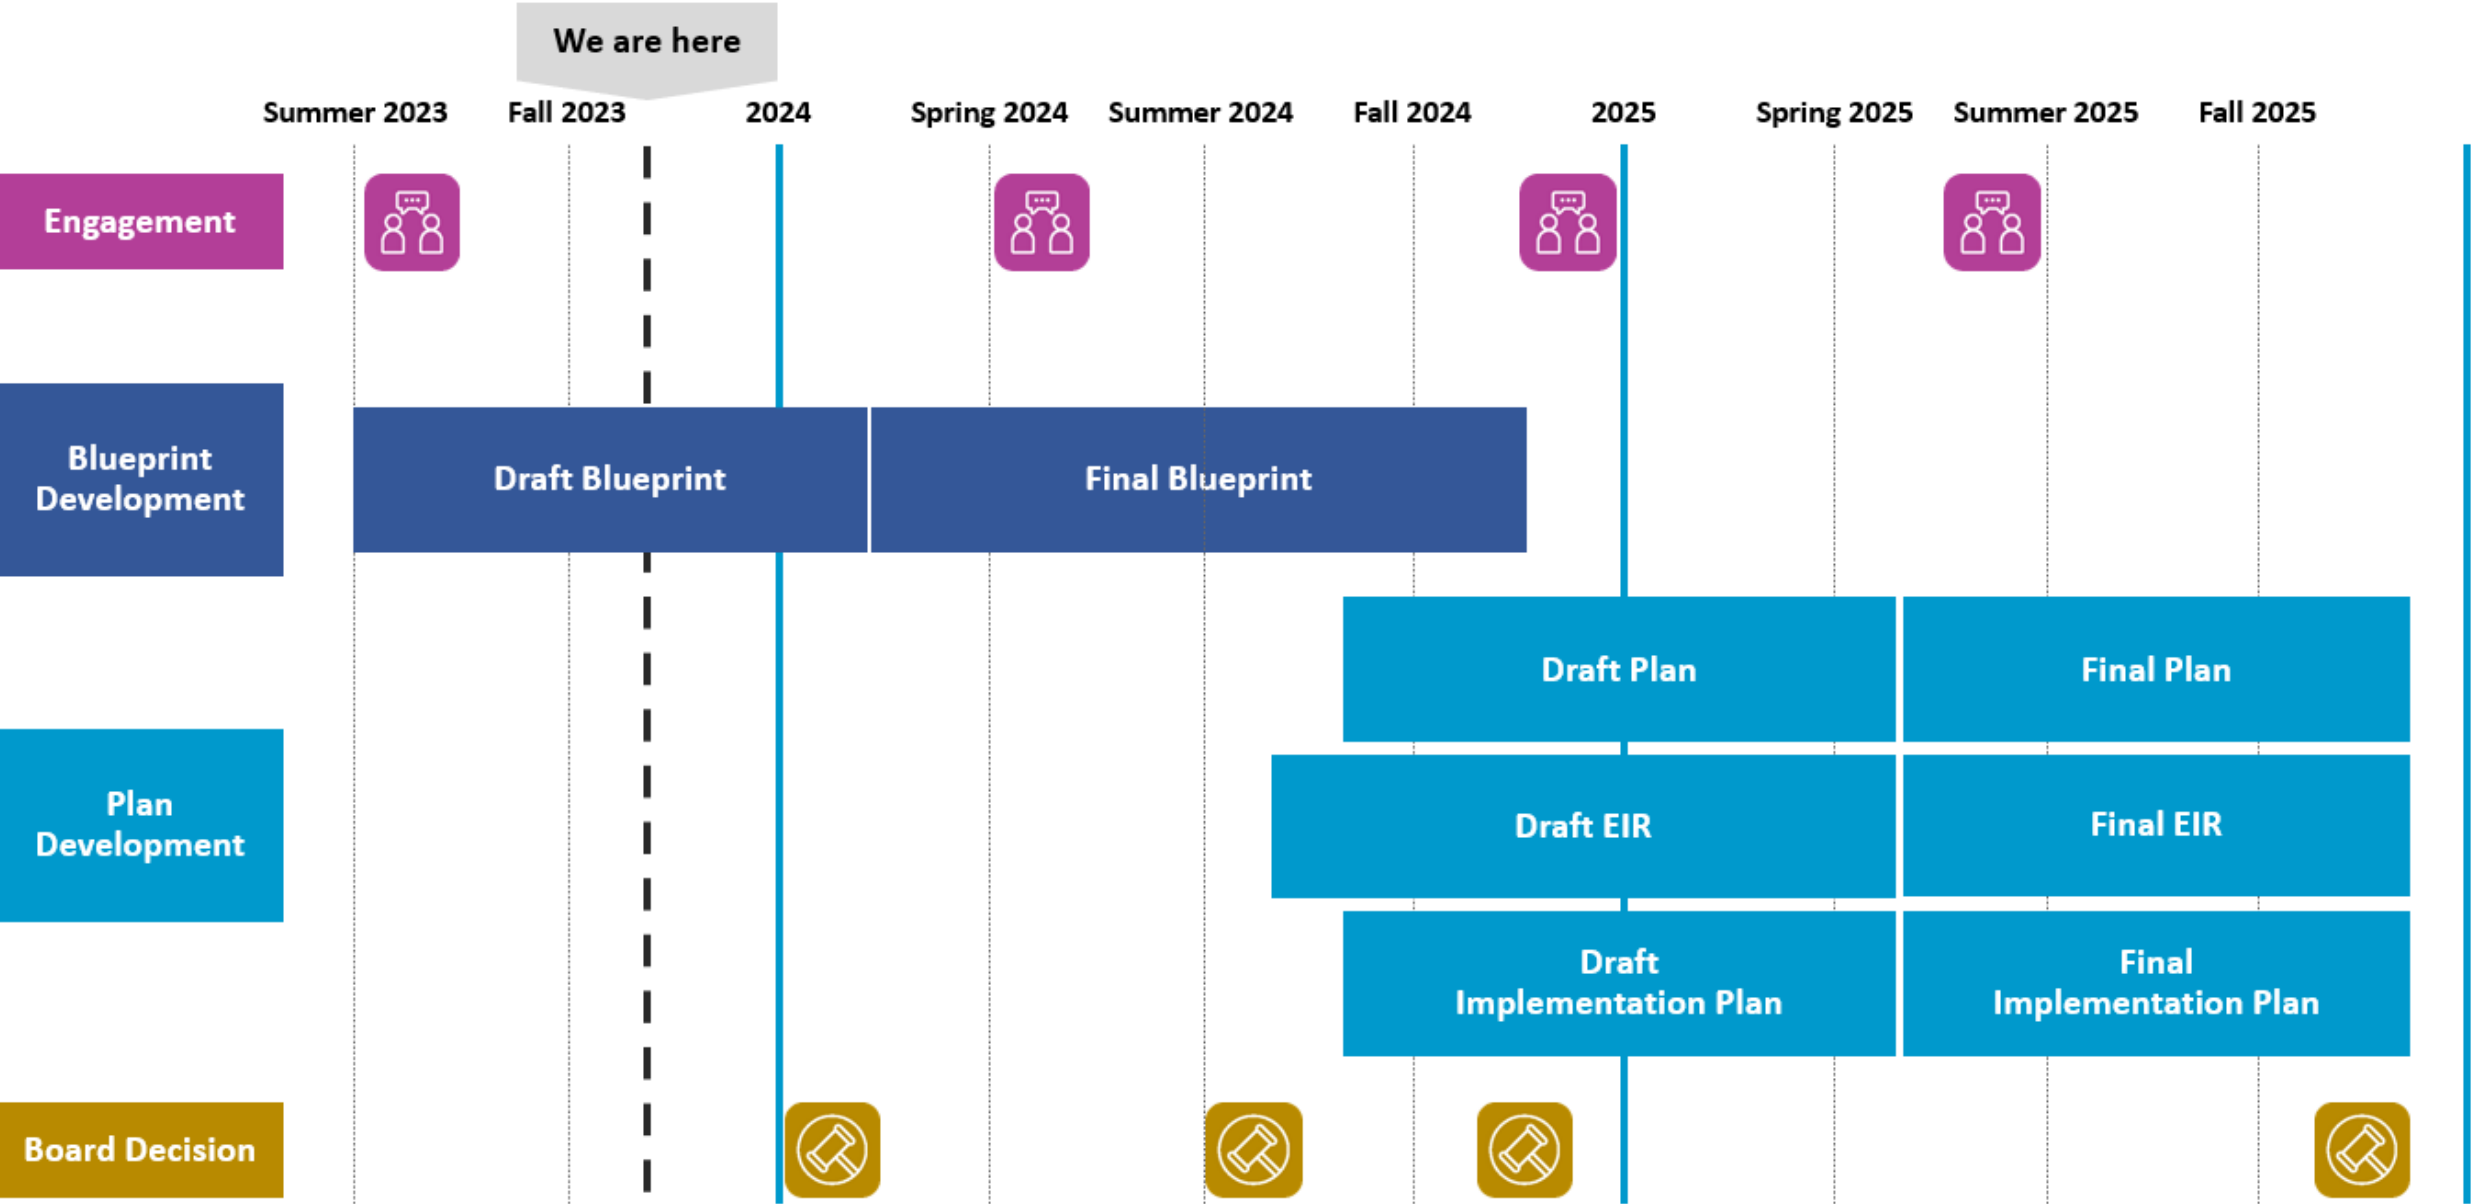 We are here
Summer 2023
Fall 2023
2024
Spring 2024
Summer 2024
Fall 2024
2025
Spring 2025
Summer 2025
Fall 2025
Engagement
Blueprint
Development
Draft Blueprint
Final Blueprint
Draft Plan
Final Plan
Plan
Development
Draft EIR
Final EIR
Draft
Implementation Plan
Final
Implementation Plan
Board Decision